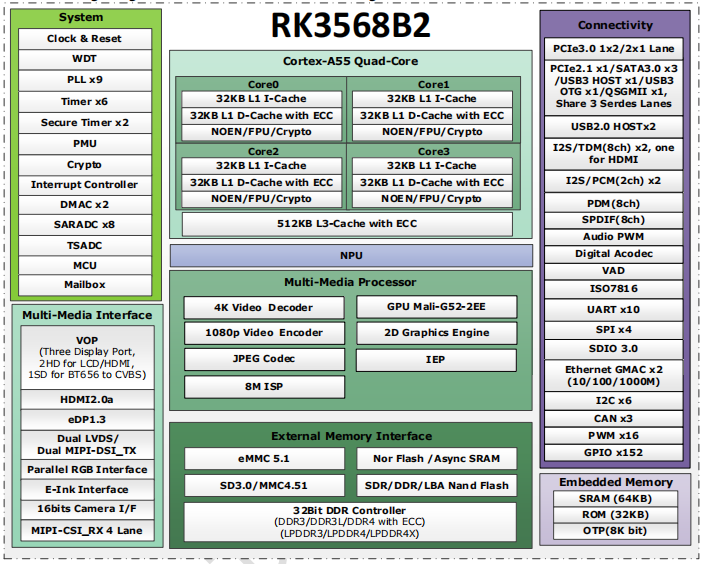 RK3568B2
System
Clock & Reset
WDT
PLL x9
Timer x6
Secure Timer x2
PMU
Crypto
Interrupt Controller
DMAC x2
SARADC x8
TSADC
MCU
Mailbox
Multi-Media Interface
VOP
(Three Display Port,
2HD for LCD/HDMI,
1SD for BT656 to CVBS)
HDMI2.0a
eDP1.3
Dual LVDS/
Dual MIPI-DSI_TX
Parallel RGB Interface
E-Ink Interface
16bits Camera I/F
MIPI-CSI_RX 4 Lane
Cortex-A55 Quad-Core
Core0
32KB L1 I-Cache
32KB L1 D-Cache with ECC
NOEN/FPU/Crypto
Core1
32KB L1 I-Cache
32KB L1 D-Cache with ECC
NOEN/FPU/Crypto
Core2
32KB L1 I-Cache
32KB L1 D-Cache with ECC
NOEN/FPU/Crypto
Core3
32KB L1 I-Cache
32KB L1 D-Cache with ECC
NOEN/FPU/Crypto
512KB L3-Cache with ECC
NPU
Multi-Media Processor
4K Video Decoder
GPU Mali-G52-2EE
1080p Video Encoder
2D Graphics Engine
JPEG Codec
IEP
8M ISP
External Memory Interface
eMMC 5.1
Nor Flash /Async SRAM
SD3.0/MMC4.51
SDR/DDR/LBA Nand Flash
32Bit DDR Controller
(DDR3/DDR3L/DDR4 with ECC)
(LPDDR3/LPDDR4/LPDDR4X)
Connectivity
PCIe3.0 1x2/2x1 Lane
PCIe2.1 x1/SATA3.0 x3
/USB3 HOST x1/USB3
OTG x1/QSGMII x1,
Share 3 Serdes Lanes
USB2.0 HOSTx2
I2S/TDM(8ch) x2, one
for HDMI
I2S/PCM(2ch) x2
PDM(8ch)
SPDIF(8ch)
Audio PWM
Digital Acodec
VAD
ISO7816
UART x10
SPI x4
SDIO 3.0
Ethernet GMAC x2
(10/100/1000M)
I2C x6
CAN x3
PWM x16
GPIO x152
Embedded Memory
SRAM (64KB)
ROM (32KB)
OTP(8K bit)